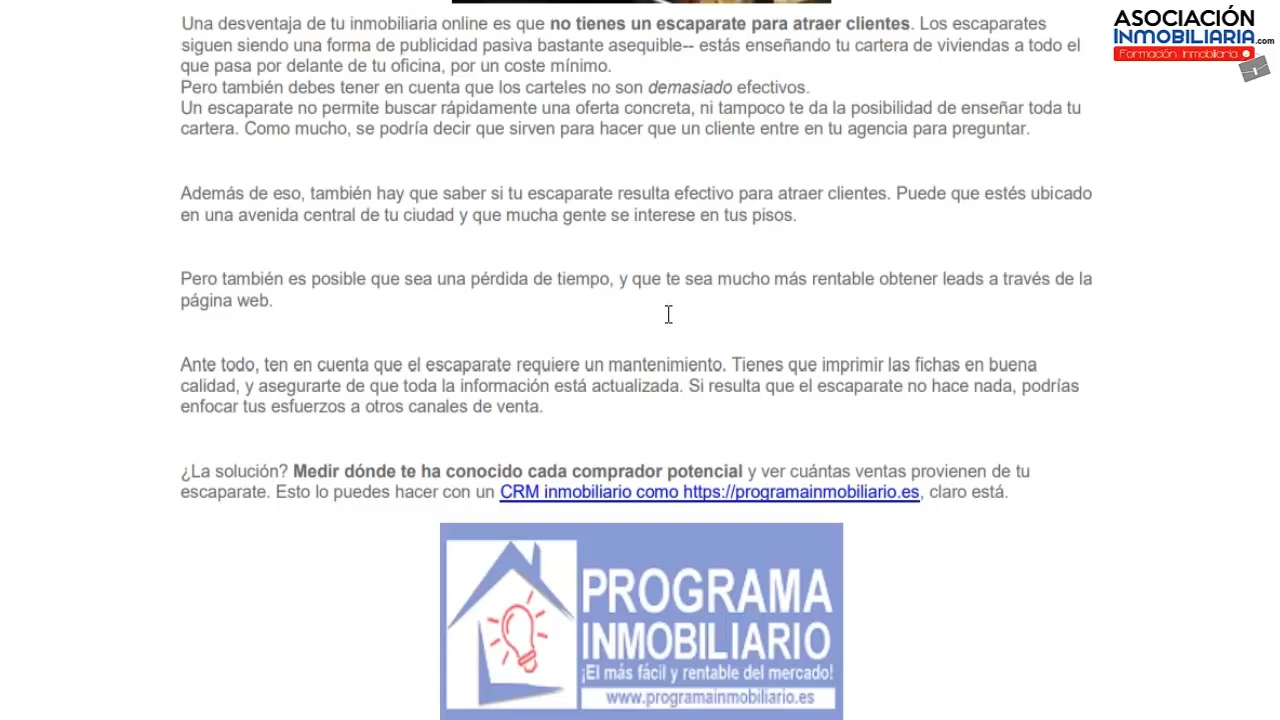 Una desventaja de tu inmobiliaria online es que no tienes un escaparate para atraer clientes. Los escaparates
siguen siendo una forma de publicidad pasiva bastante asequible-- estás enseñando tu cartera de viviendas a todo el
que pasa por delante de tu oficina, por un coste mínimo.
Pero también debes tener en cuenta que los carteles no son demasiado efectivos.
Un escaparate no permite buscar rápidamente una oferta concreta, ni tampoco te da la posibilidad de enseñar toda tu
cartera. Como mucho, se podría decir que sirven para hacer que un cliente entre en tu agencia para preguntar.
Además de eso, también hay que saber si tu escaparate resulta efectivo para atraer clientes. Puede que estés ubicado
en una avenida central de tu ciudad y que mucha gente se interese en tus pisos.
Pero también es posible que sea una pérdida de tiempo, y que te sea mucho más rentable obtener leads a través de la
página web.
Ante todo, ten en cuenta que el escaparate requiere un mantenimiento. Tienes que imprimir las fichas en buena
calidad, y asegurarte de que toda la información está actualizada. Si resulta que el escaparate no hace nada, podrías
enfocar tus esfuerzos a otros canales de venta.
¿La solución? Medir dónde te ha conocido cada comprador potencial y ver cuántas ventas provienen de tu
escaparate. Esto lo puedes hacer con un CRM inmobiliario como https://programainmobiliario.es, claro está.
PROGRAMA
INMOBILIARIO
¡El más fácil y rentable del mercado!
www.programainmobiliario.es
ASOCIACIÓN
INMOBILIARIA.com
Formación Inmobiliaria